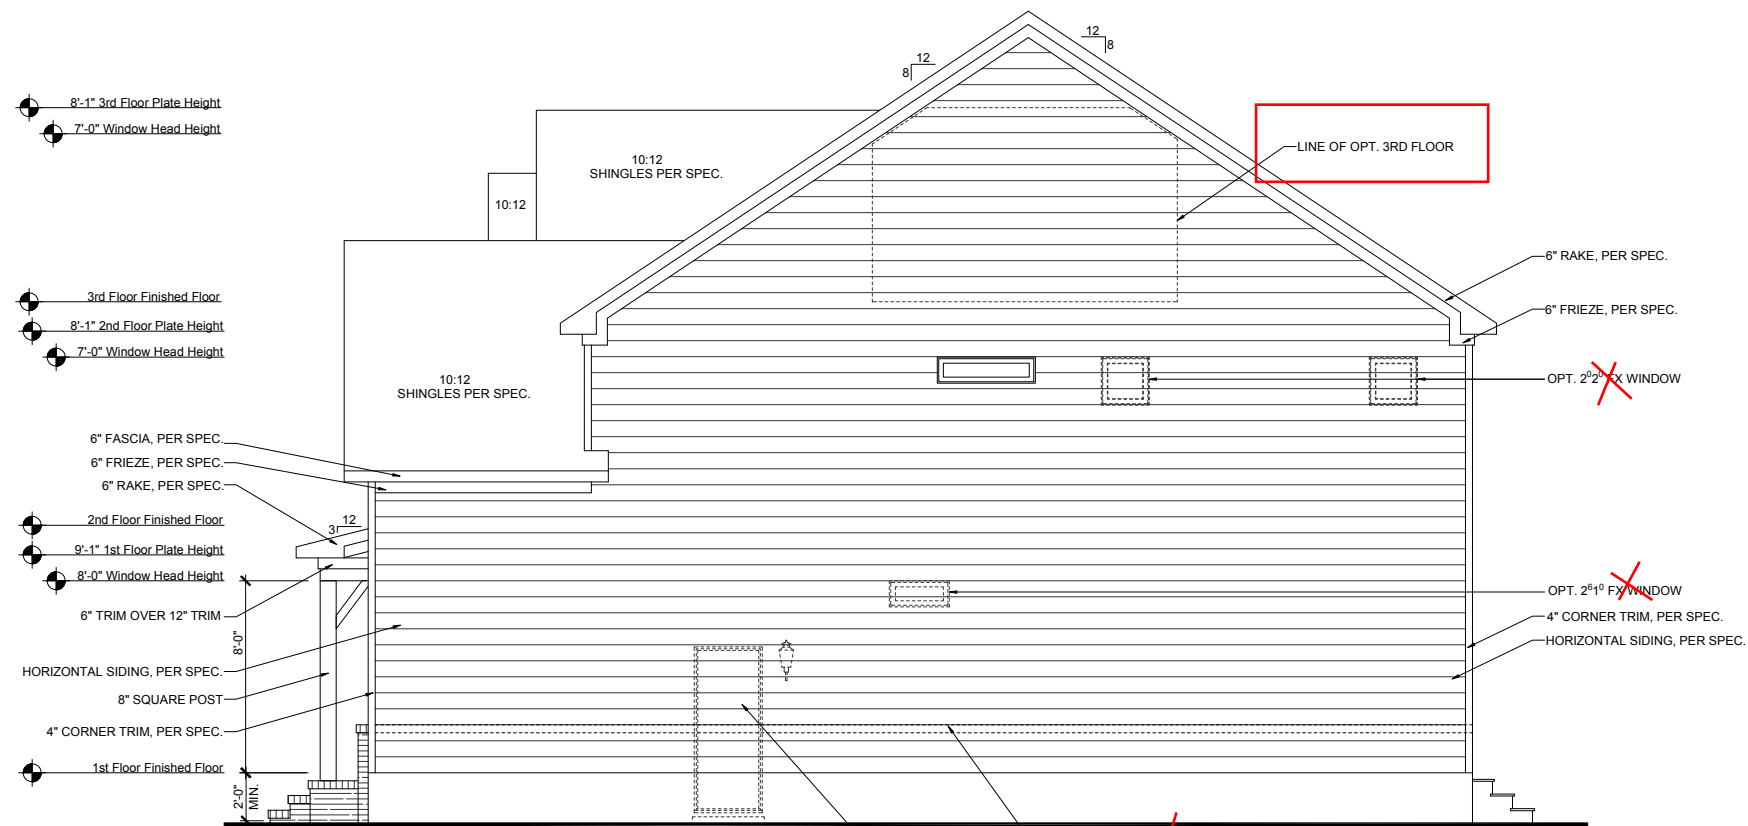 12
8
12
8
8'-1" 3rd Floor Plate Height
7'-0" Window Head Height
10:12
SHINGLES PER SPEC.
LINE OF OPT. 3RD FLOOR
10:12
6" RAKE, PER SPEC.
3rd Floor Finished Floor
6" FRIEZE, PER SPEC.
8'-1" 2nd Floor Plate Height
7'-0" Window Head Height
10:12
SHINGLES PER SPEC.
OPT. 2⁰2⁰ FX WINDOW
6" FASCIA, PER SPEC.
6" FRIEZE, PER SPEC.
6" RAKE, PER SPEC.
2nd Floor Finished Floor
12
3
9'-1" 1st Floor Plate Height
8'-0" Window Head Height
OPT. 2⁶1⁰ FX WINDOW
6" TRIM OVER 12" TRIM
4" CORNER TRIM, PER SPEC.
8'-0"
HORIZONTAL SIDING, PER SPEC.
HORIZONTAL SIDING, PER SPEC.
8" SQUARE POST
4" CORNER TRIM, PER SPEC.
1st Floor Finished Floor
2'-0"
MIN.